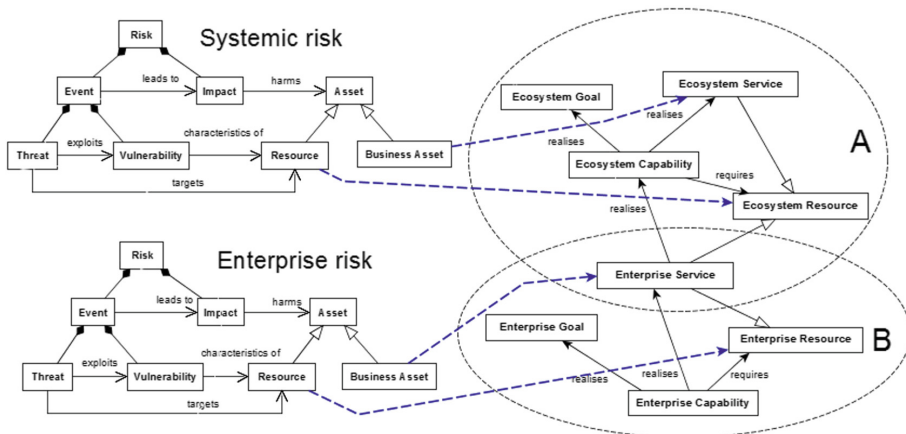 Risk
Systemic risk
Event
leads to
Impact
harms
Asset
Threat
exploits
Vulnerability
characteristics of
Resource
Business Asset
targets
Ecosystem Goal
Ecosystem Service
realises
realises
A
Ecosystem Capability
requires
realises
Ecosystem Resource
Risk
Enterprise risk
Event
leads to
Impact
harms
Asset
Threat
exploits
Vulnerability
characteristics of
Resource
Business Asset
targets
Enterprise Service
Enterprise Goal
Enterprise Resource
B
realises
realises
requires
Enterprise Capability